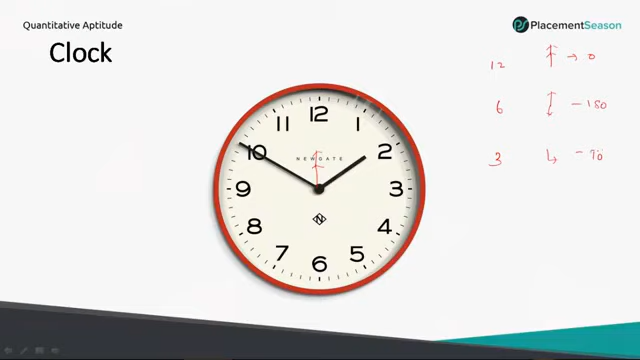 Quantitative Aptitude
PlacementSeason
Clock
12 → 0
6 - 180
3 - 90
12
11 1
10 NEWGATE 2
9 3
8 N 4
7 5
6